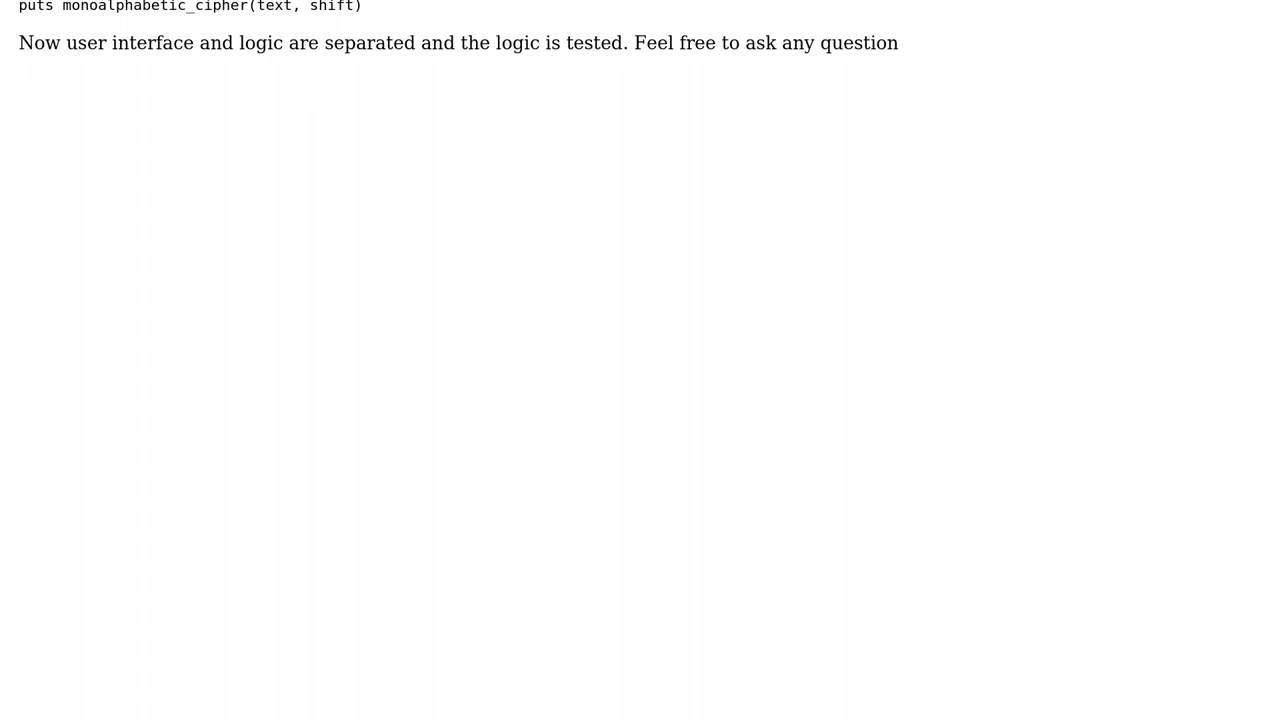 puts monoalphabetic_cipher(text, shift)
Now user interface and logic are separated and the logic is tested. Feel free to ask any question